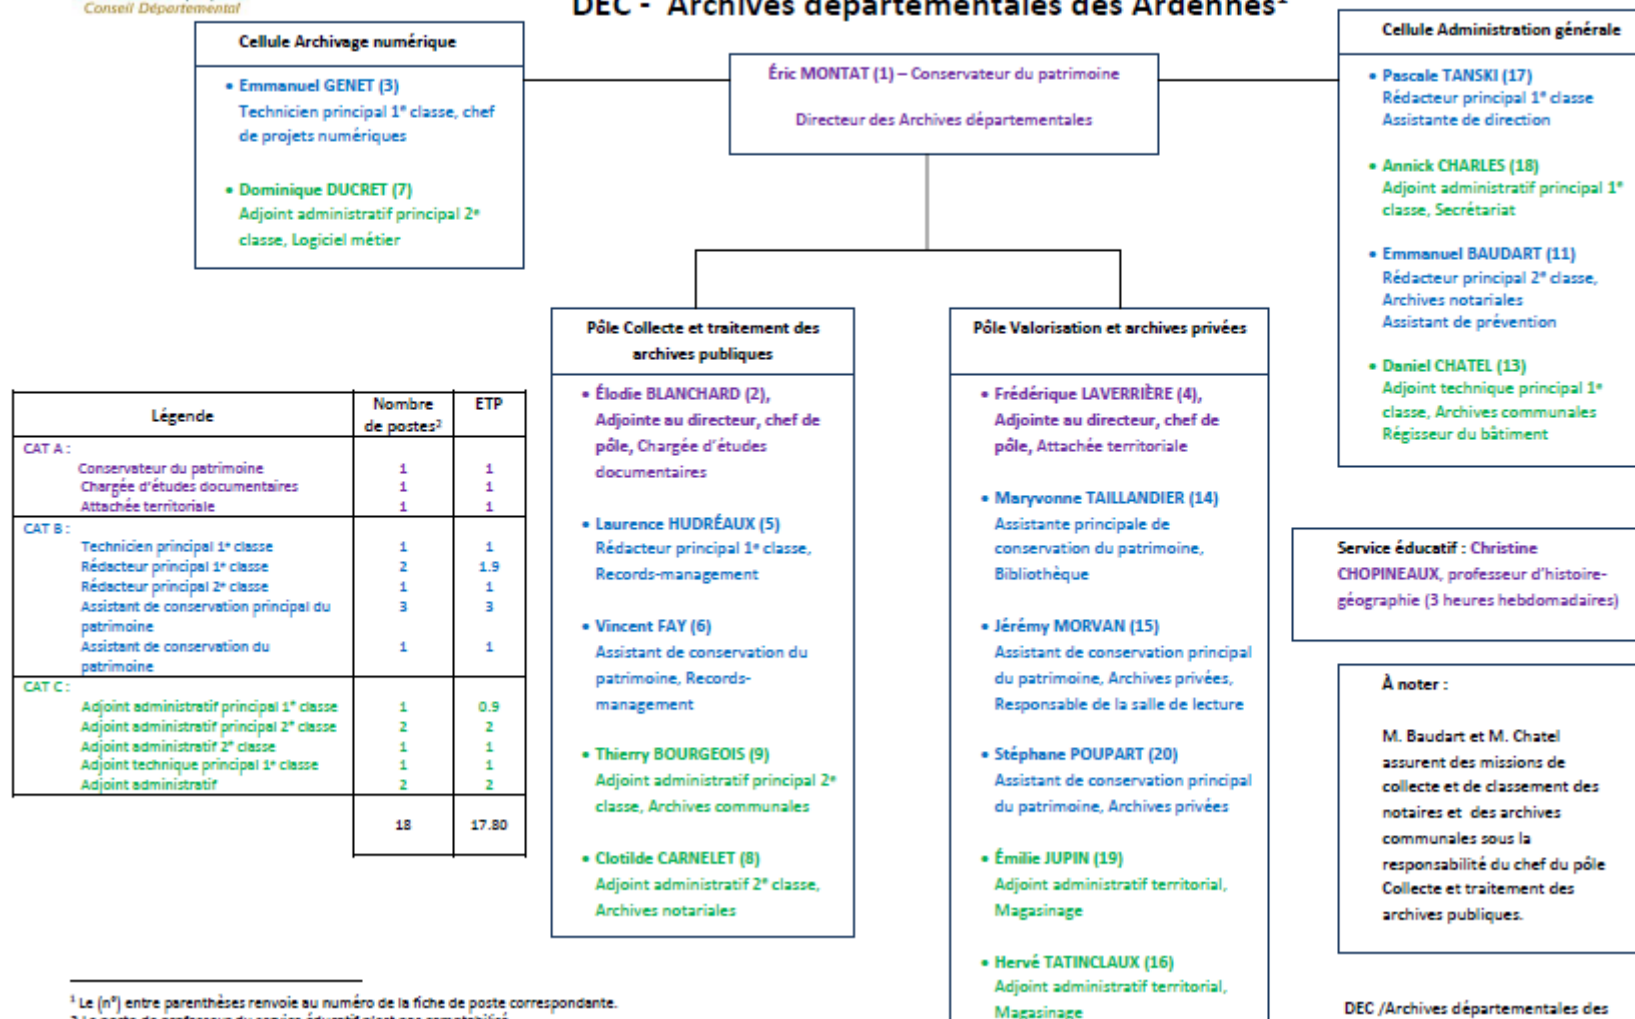 Conseil Départemental
DEC - Archives départementales des Ardennes¹
Cellule Archivage numérique
• Emmanuel GENET (3)
Technicien principal 1ᵉ classe, chef
de projets numériques
• Dominique DUCRET (7)
Adjoint administratif principal 2ᵉ
classe, Logiciel métier
Éric MONTAT (1) – Conservateur du patrimoine
Directeur des Archives départementales
Cellule Administration générale
• Pascale TANSKI (17)
Rédacteur principal 1ᵉ classe
Assistante de direction
• Annick CHARLES (18)
Adjoint administratif principal 1ᵉ
classe, Secrétariat
• Emmanuel BAUDART (11)
Rédacteur principal 2ᵉ classe,
Archives notariales
Assistant de prévention
• Daniel CHATEL (13)
Adjoint technique principal 1ᵉ
classe, Archives communales
Régisseur du bâtiment
Pôle Collecte et traitement des
archives publiques
• Élodie BLANCHARD (2),
Adjointe au directeur, chef de
pôle, Chargée d'études
documentaires
• Laurence HUDRÉAUX (5)
Rédacteur principal 1ᵉ classe,
Records-management
• Vincent FAY (6)
Assistant de conservation du
patrimoine, Records-
management
• Thierry BOURGEOIS (9)
Adjoint administratif principal 2ᵉ
classe, Archives communales
• Clotilde CARNELET (8)
Adjoint administratif 2ᵉ classe,
Archives notariales
Pôle Valorisation et archives privées
• Frédérique LAVERRIÈRE (4),
Adjointe au directeur, chef de
pôle, Attachée territoriale
• Maryvonne TAILLANDIER (14)
Assistante principale de
conservation du patrimoine,
Bibliothèque
• Jérémy MORVAN (15)
Assistant de conservation principal
du patrimoine, Archives privées,
Responsable de la salle de lecture
• Stéphane POUPART (20)
Assistant de conservation principal
du patrimoine, Archives privées
• Émilie JUPIN (19)
Adjoint administratif territorial,
Magasinage
• Hervé TATINCLAUX (16)
Adjoint administratif territorial,
Magasinage
Légende Nombre de postes² ETP
CAT A :
Conservateur du patrimoine 1 1
Chargée d'études documentaires 1 1
Attachée territoriale 1 1
CAT B :
Technicien principal 1ᵉ classe 1 1
Rédacteur principal 1ᵉ classe 2 1.9
Rédacteur principal 2ᵉ classe 1 1
Assistant de conservation principal du
patrimoine 3 3
Assistant de conservation du
patrimoine 1 1
CAT C :
Adjoint administratif principal 1ᵉ classe 1 0.9
Adjoint administratif principal 2ᵉ classe 2 2
Adjoint administratif 2ᵉ classe 1 1
Adjoint technique principal 1ᵉ classe 1 1
Adjoint administratif 2 2
18 17.80
Service éducatif : Christine
CHOPINEAUX, professeur d'histoire-
géographie (3 heures hebdomadaires)
À noter :
M. Baudart et M. Chatel
assurent des missions de
collecte et de classement des
notaires et des archives
communales sous la
responsabilité du chef du pôle
Collecte et traitement des
archives publiques.
¹ Le (n°) entre parenthèses renvoie au numéro de la fiche de poste correspondante.
² Le poste de professeur du service éducatif n'est pas comptabilisé
DEC /Archives départementales des